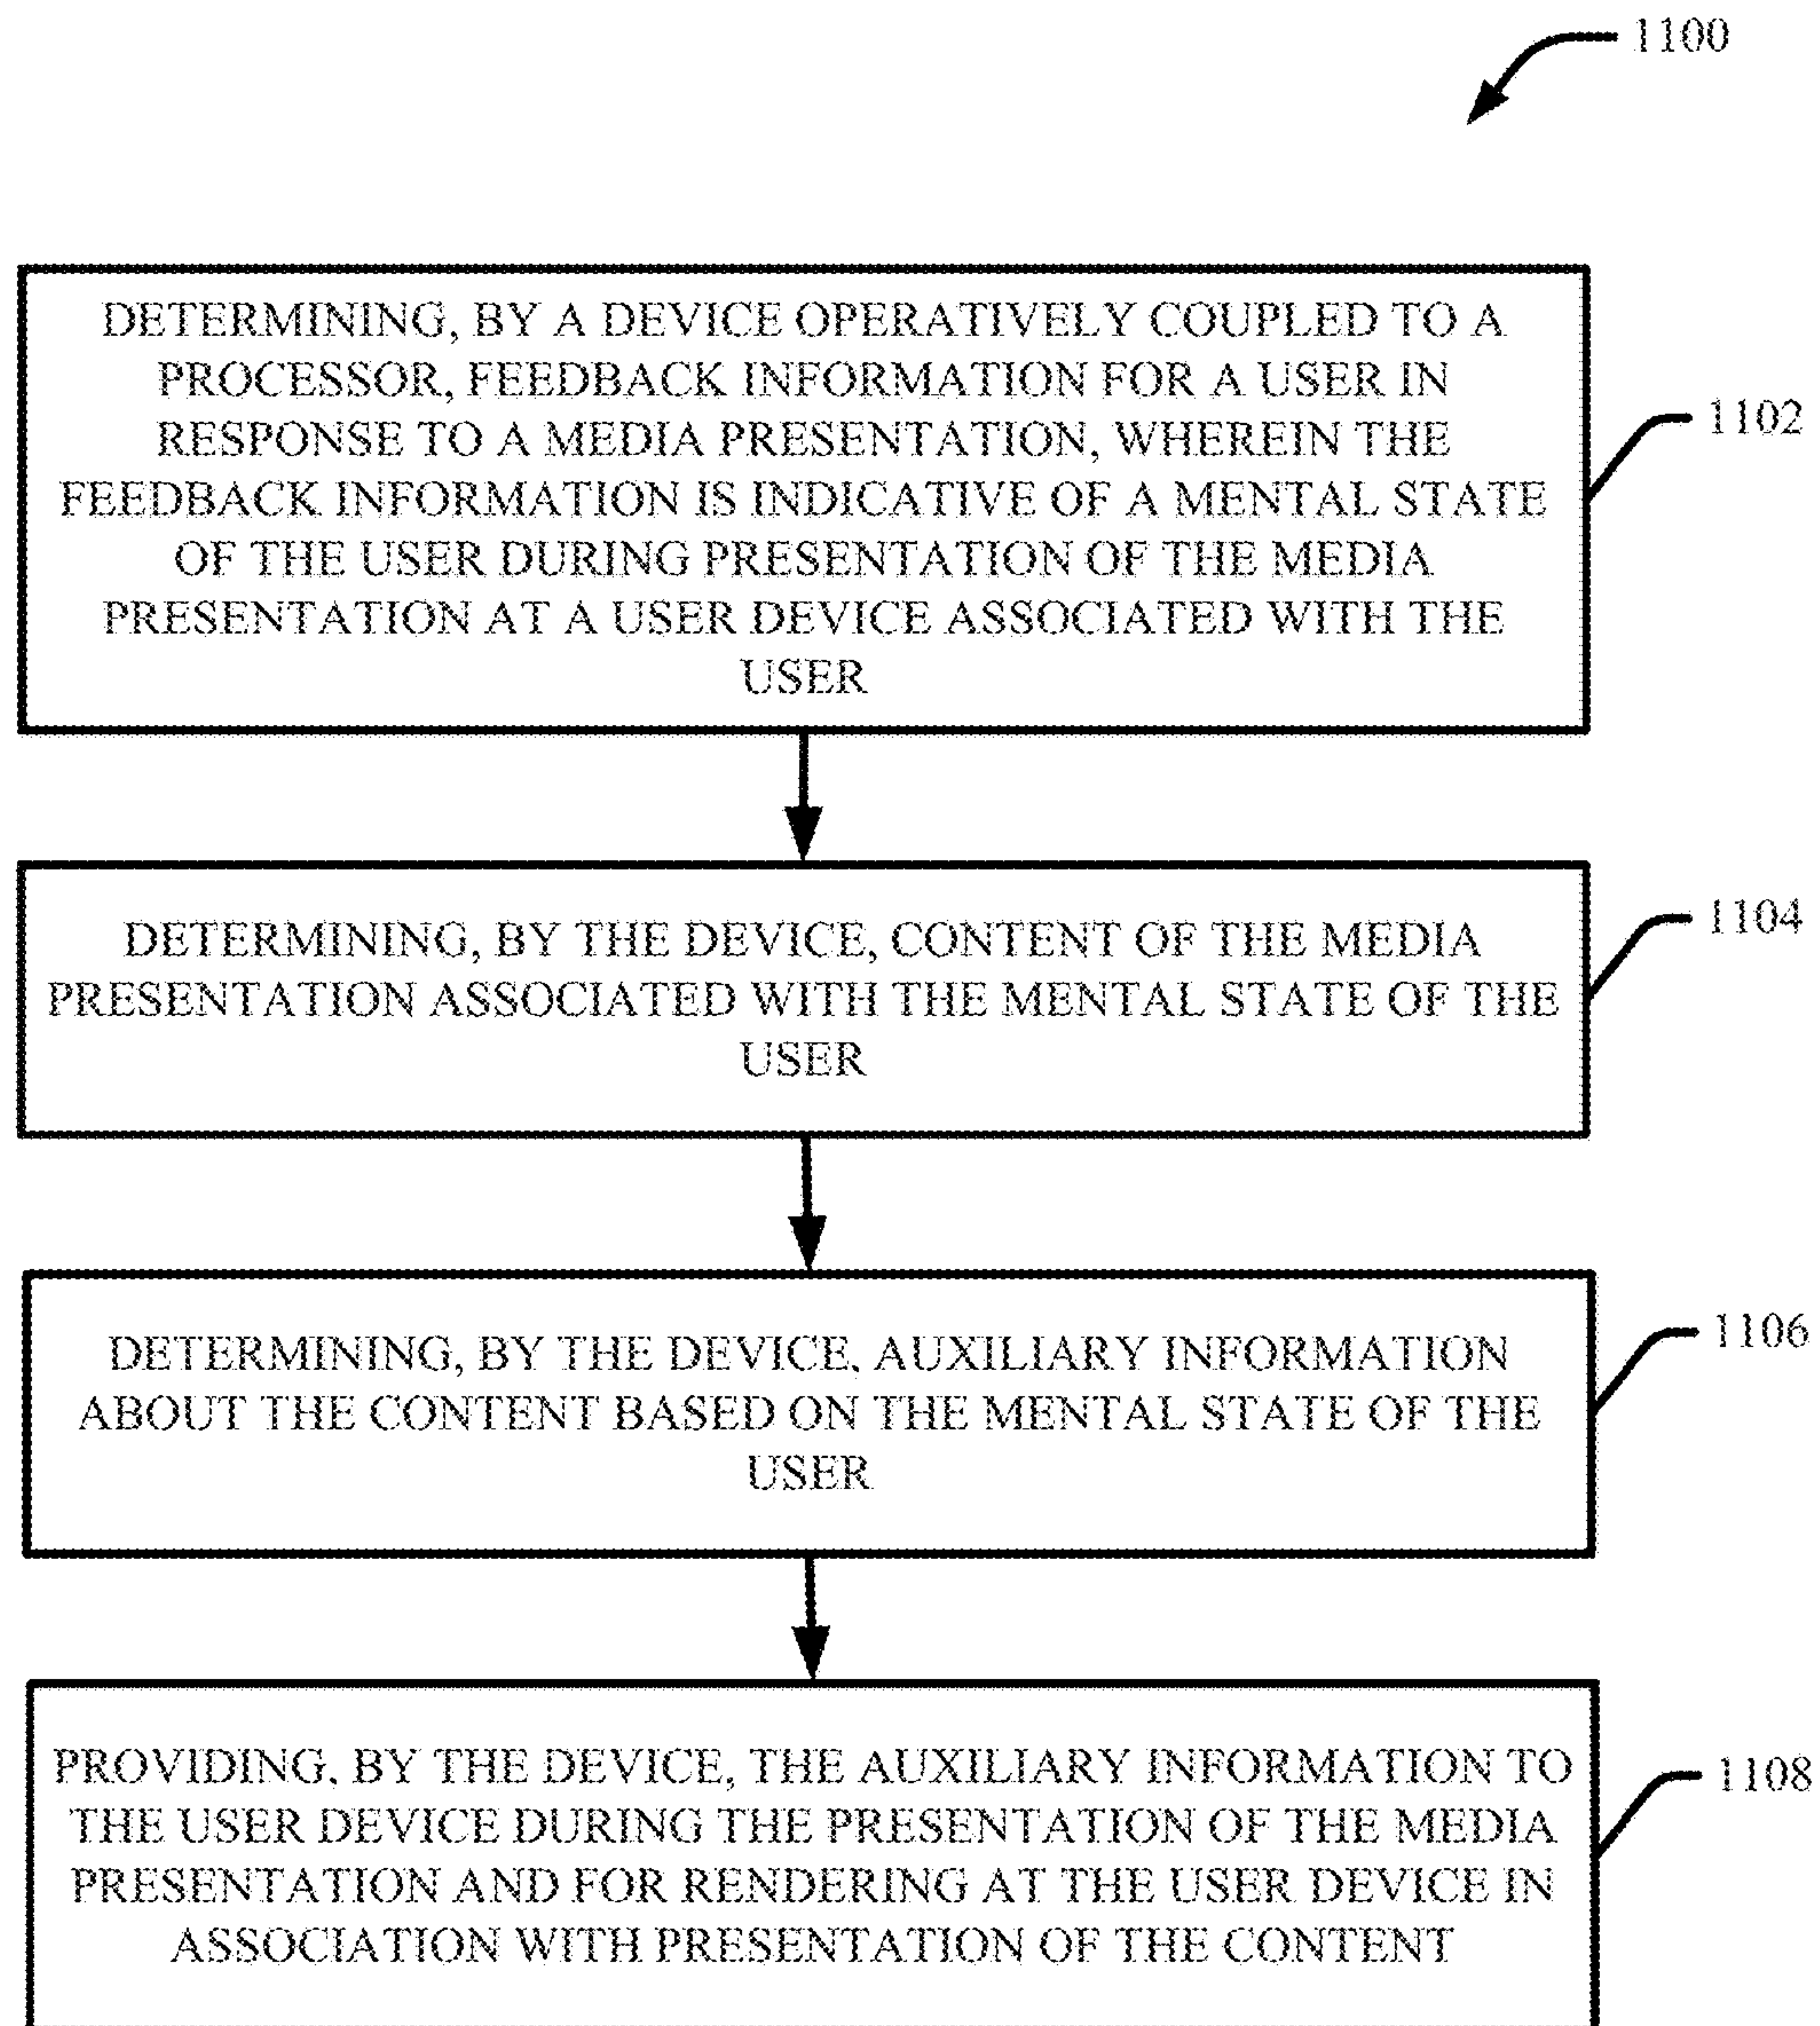 1100
DETERMINING, BY A DEVICE OPERATIVELY COUPLED TO A
PROCESSOR, FEEDBACK INFORMATION FOR A USER IN
RESPONSE TO A MEDIA PRESENTATION, WHEREIN THE
FEEDBACK INFORMATION IS INDICATIVE OF A MENTAL STATE
OF THE USER DURING PRESENTATION OF THE MEDIA
PRESENTATION AT A USER DEVICE ASSOCIATED WITH THE
USER
1102
DETERMINING, BY THE DEVICE, CONTENT OF THE MEDIA
PRESENTATION ASSOCIATED WITH THE MENTAL STATE OF THE
USER
1104
DETERMINING, BY THE DEVICE, AUXILIARY INFORMATION
ABOUT THE CONTENT BASED ON THE MENTAL STATE OF THE
USER
1106
PROVIDING, BY THE DEVICE, THE AUXILIARY INFORMATION TO
THE USER DEVICE DURING THE PRESENTATION OF THE MEDIA
PRESENTATION AND FOR RENDERING AT THE USER DEVICE IN
ASSOCIATION WITH PRESENTATION OF THE CONTENT
1108